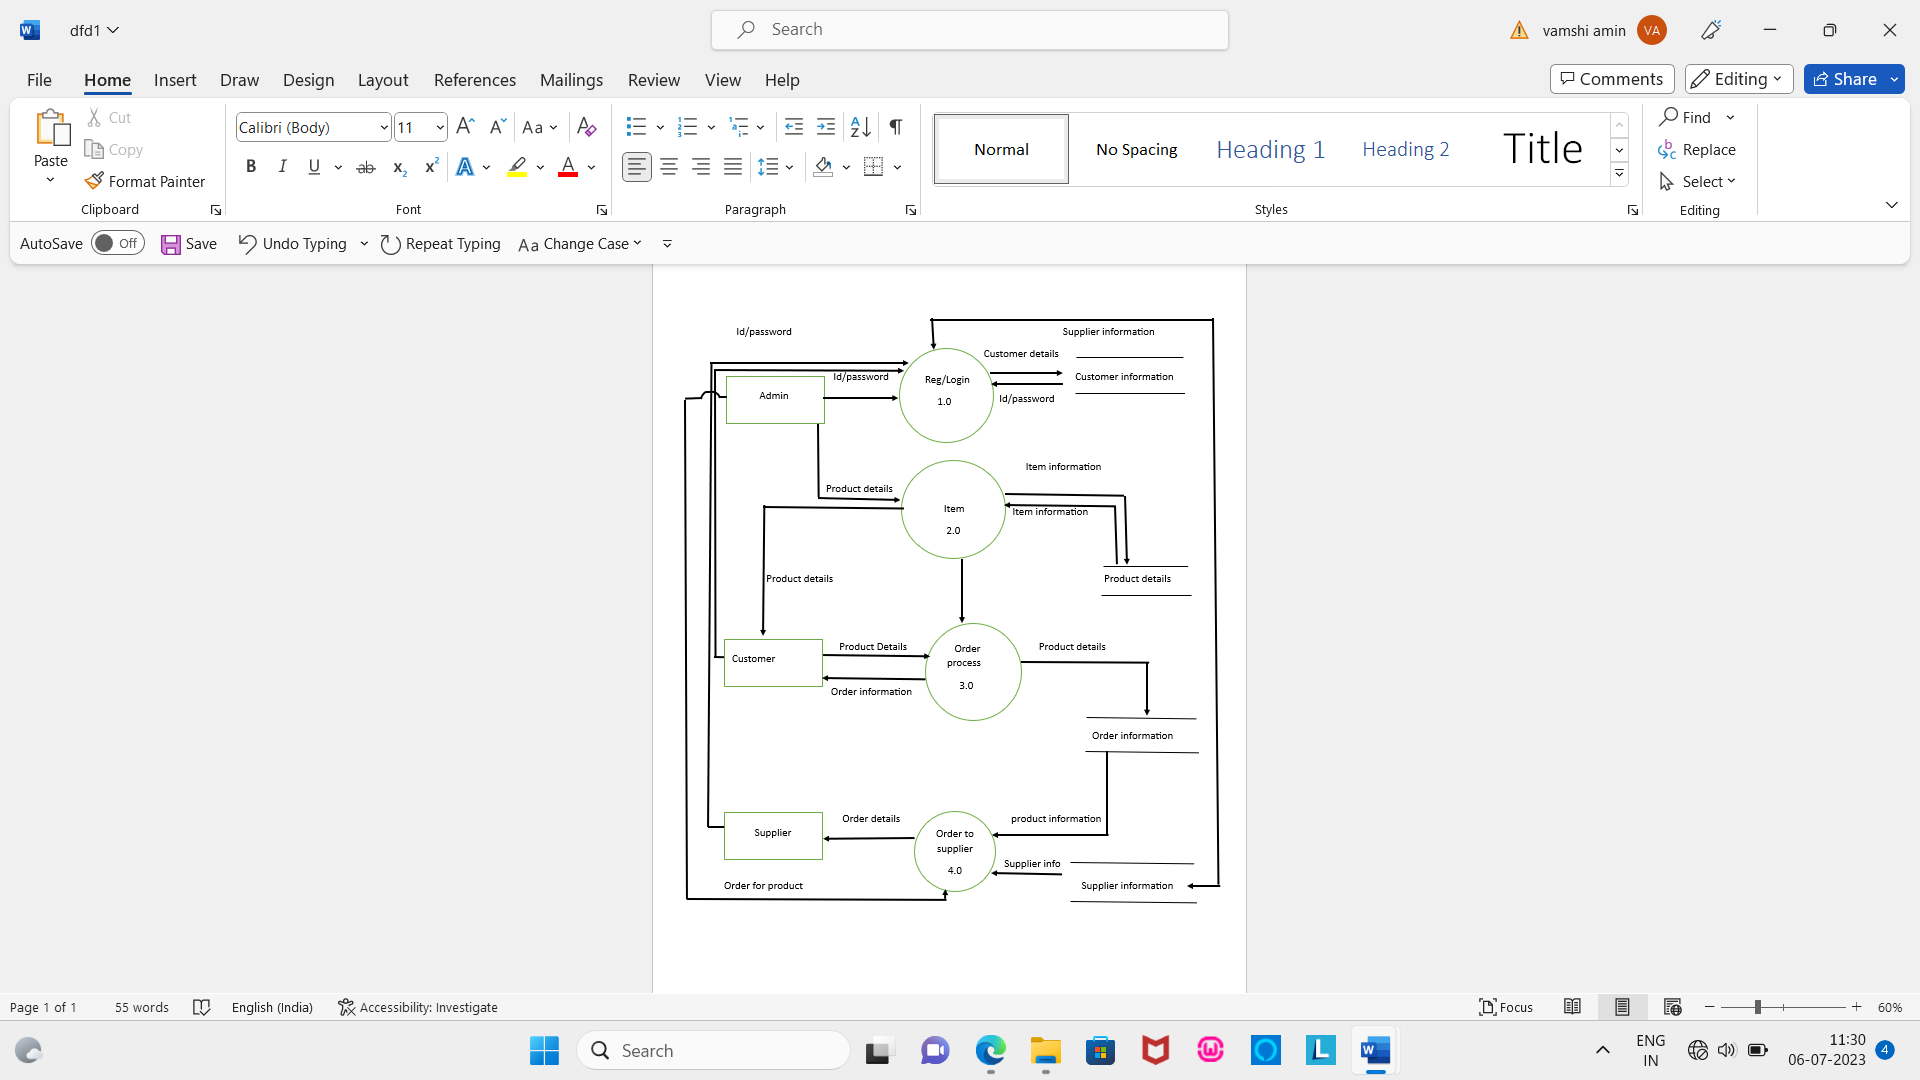 dfd1
Search
vamshi amin
VA
File
Home
Insert
Draw
Design
Layout
References
Mailings
Review
View
Help
Comments
Editing
Share
Paste
Cut
Copy
Format Painter
Clipboard
Calibri (Body)
11
Font
Paragraph
Normal
No Spacing
Heading 1
Heading 2
Title
Styles
Find
Replace
Select
Editing
AutoSave
Off
Save
Undo Typing
Repeat Typing
Change Case
Id/password
Supplier information
Customer details
Id/password
Reg/Login
1.0
Customer information
Admin
Id/password
Item information
Product details
Item
2.0
Item information
Product details
Product details
Customer
Product Details
Order
process
3.0
Product details
Order information
Order information
Supplier
Order details
Order to
supplier
4.0
product information
Supplier info
Order for product
Supplier information
Page 1 of 1
55 words
English (India)
Accessibility: Investigate
Focus
60%
Search
ENG
IN
11:30
06-07-2023
4